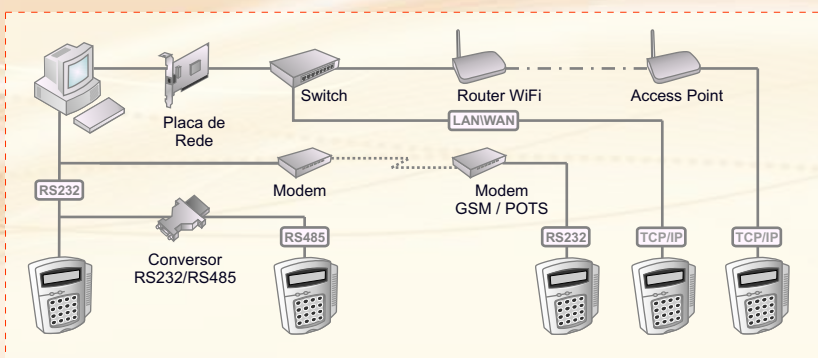 Switch
Router WiFi
Access Point
Placa de
Rede
LAN\WAN
RS232
Modem
Modem
GSM / POTS
RS485
RS232
TCP/IP
TCP/IP
Conversor
RS232/RS485